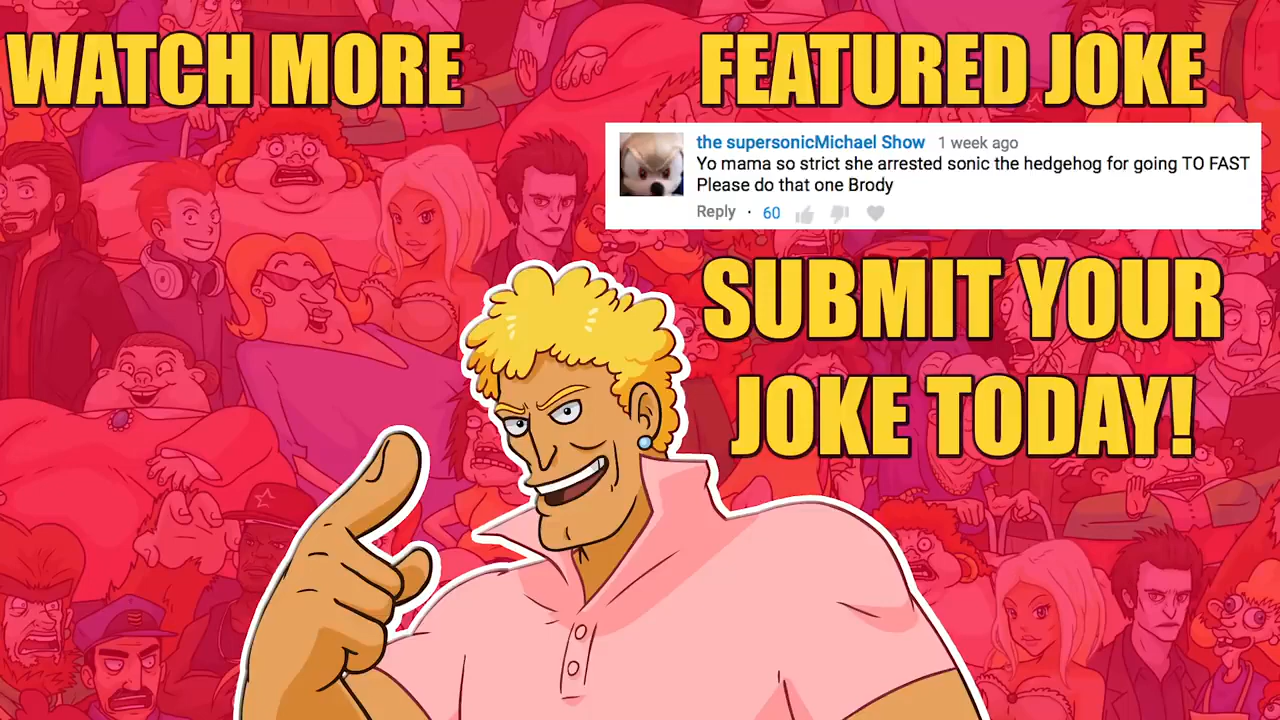 WATCH MORE
FEATURED JOKE
the supersonicMichael Show 1 week ago
Yo mama so strict she arrested sonic the hedgehog for going TO FAST
Please do that one Brody
Reply · 60
SUBMIT YOUR
JOKE TODAY!